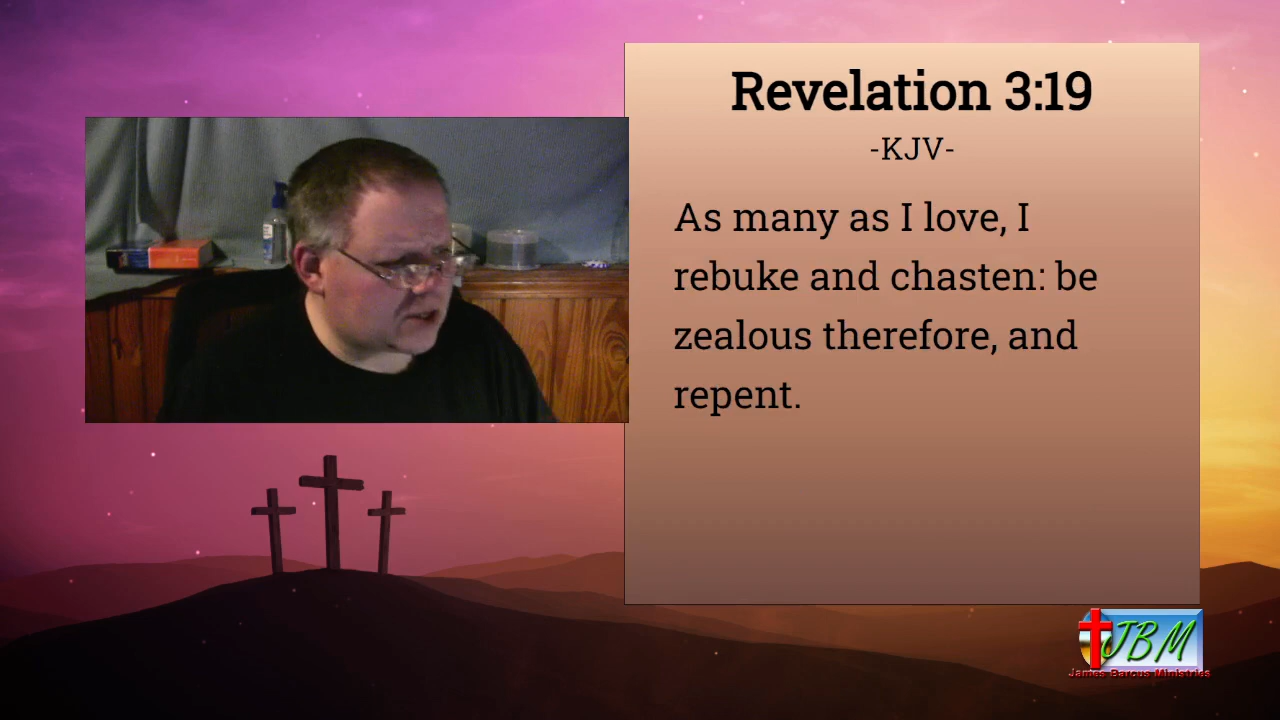 Revelation 3:19
-KJV-
As many as I love, I
rebuke and chasten: be
zealous therefore, and
repent.
JBM
James Barcus Ministries